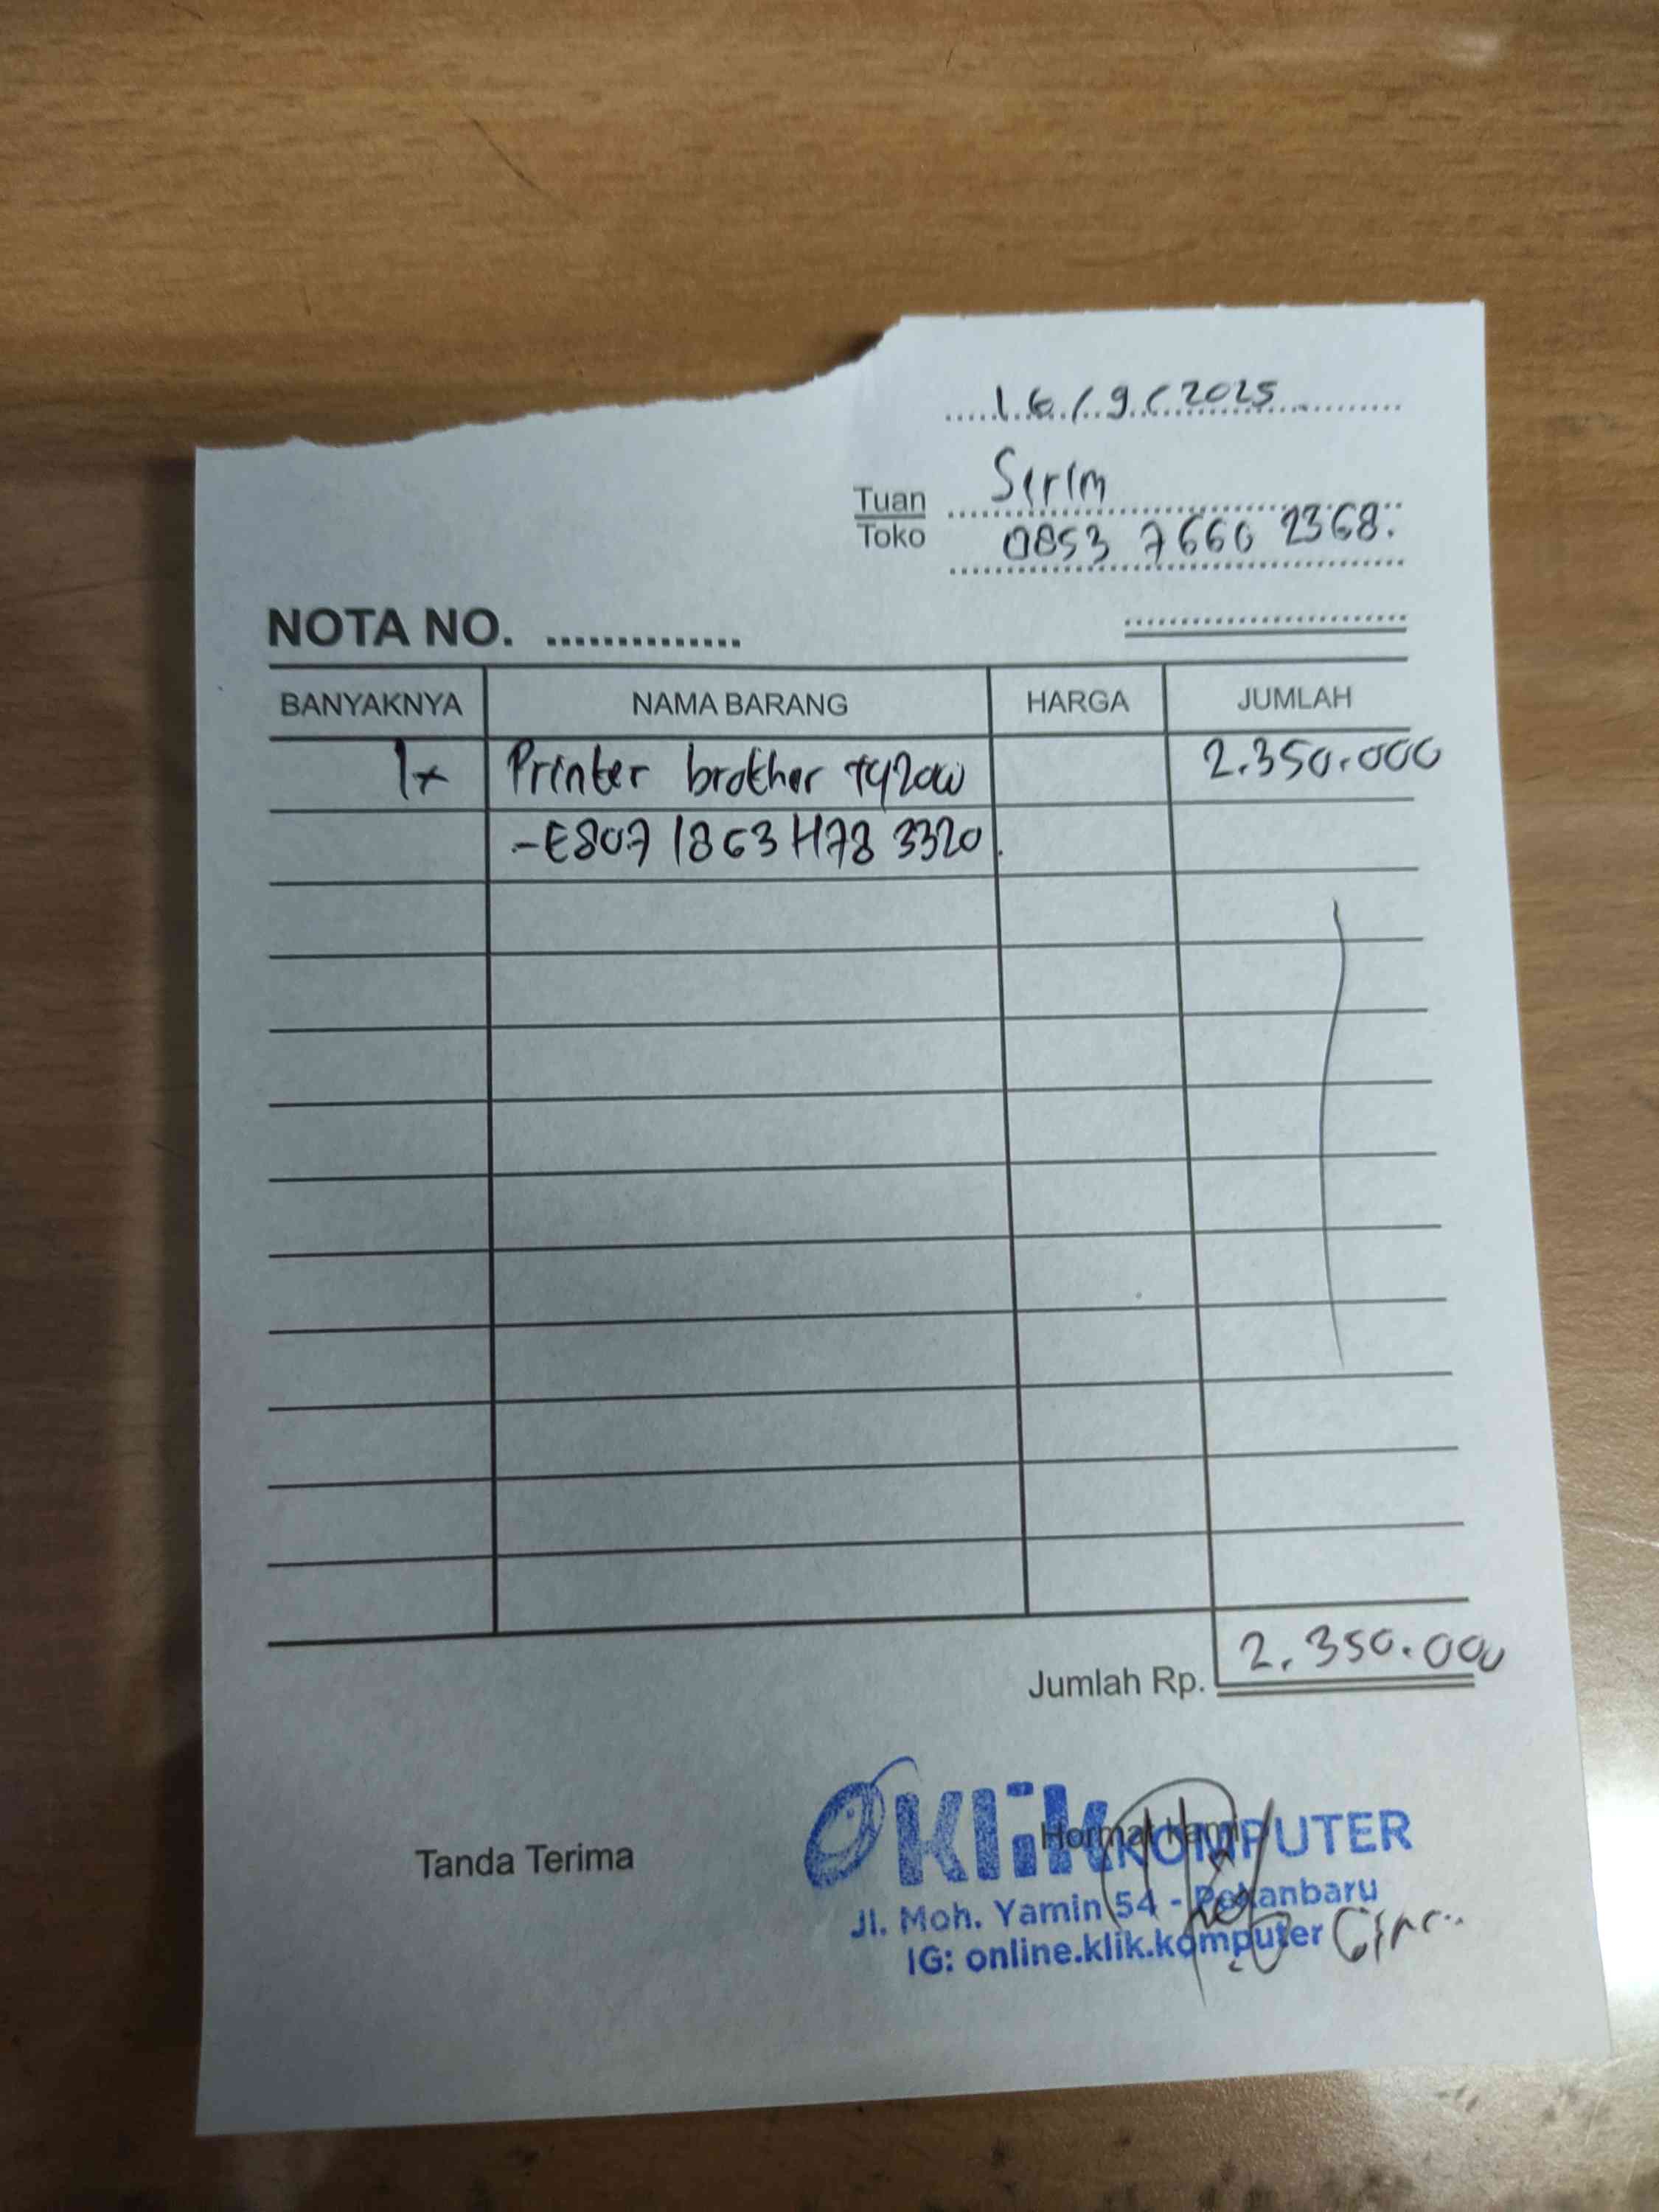 16/9/2025
Tuan Sirim
Toko 0853 7660 2368.
NOTA NO. ..............
BANYAKNYA NAMA BARANG HARGA JUMLAH
1x Printer brother T420W 2.350.000
- E807 1863H78 3320
Jumlah Rp. 2.350.000
Tanda Terima
Hormat Kami
Klik KOMPUTER
Jl. Moh. Yamin 54 - Pekanbaru
IG: online.klik.komputer